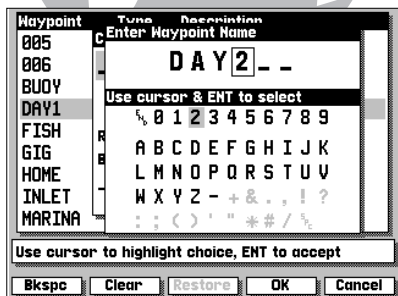 Waypoint Type Description
Enter Waypoint Name
005
006
BUOY
DAY1
FISH
GIG
HOME
INLET
MARINA
DAY2_ _
Use cursor & ENT to select
0 1 2 3 4 5 6 7 8 9
A B C D E F G H I J K
L M N O P Q R S T U V
W X Y Z - + & . , ! ?
: ; ( ) ' " * # /
Use cursor to highlight choice, ENT to accept
Bkspc Clear Restore OK Cancel